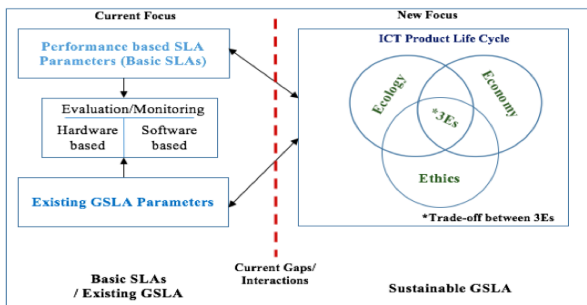 Current Focus
New Focus
Performance based SLA
Parameters (Basic SLAs)
Evaluation/Monitoring
Hardware
based
Software
based
Existing GSLA Parameters
Basic SLAs
/ Existing GSLA
Current Gaps/
Interactions
ICT Product Life Cycle
Ecology
Economy
*3Es
Ethics
*Trade-off between 3Es
Sustainable GSLA